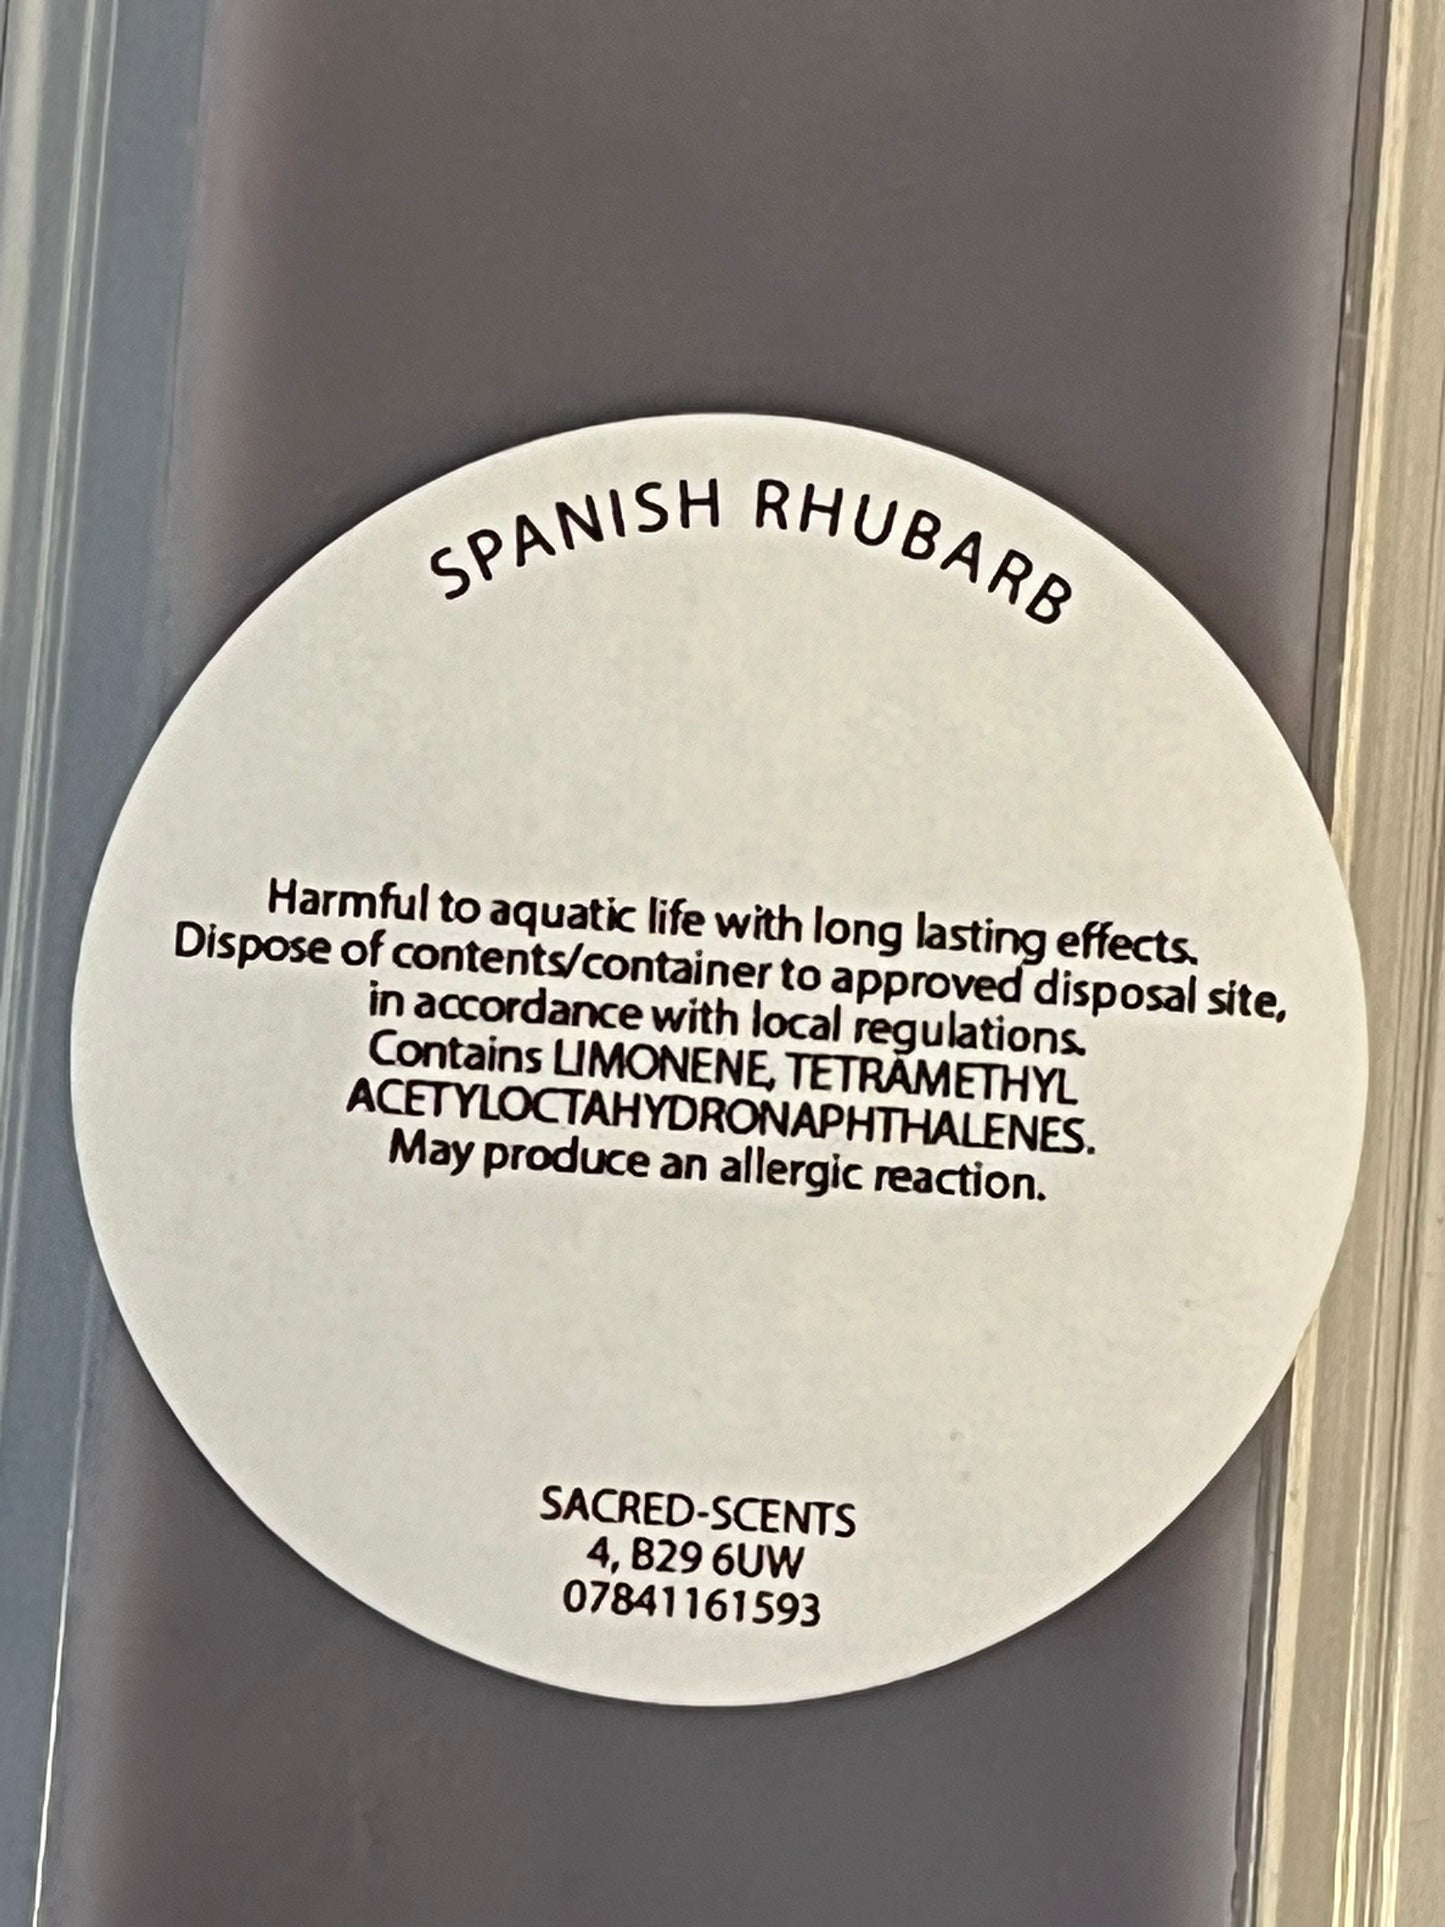 SPANISH RHUBARB
Harmful to aquatic life with long lasting effects.
Dispose of contents/container to approved disposal site,
in accordance with local regulations.
Contains LIMONENE, TETRAMETHYL
ACETYLOCTAHYDRONAPHTHALENES.
May produce an allergic reaction.
SACRED-SCENTS
4, B29 6UW
07841161593